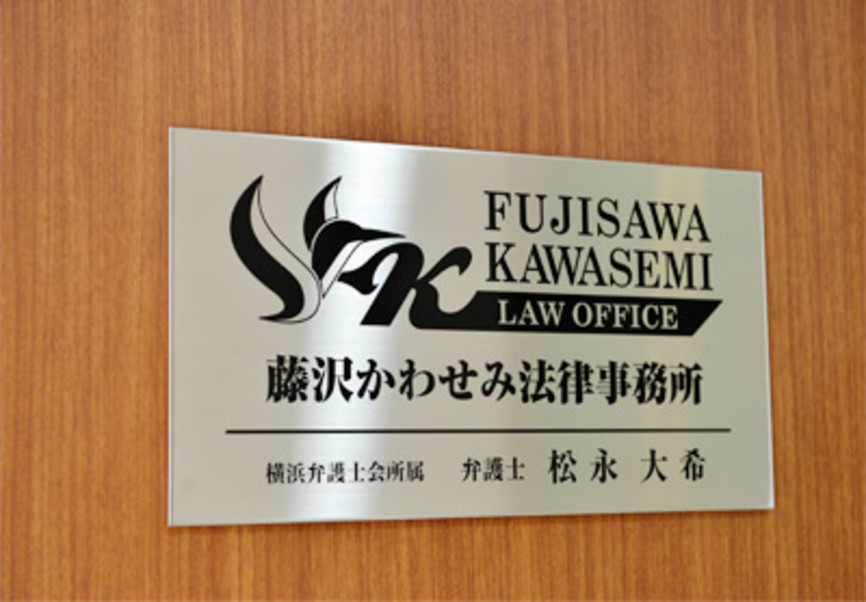 FK
FUJISAWA
KAWASEMI
LAW OFFICE
藤沢かわせみ法律事務所
横浜弁護士会所属 弁護士 松永 大希